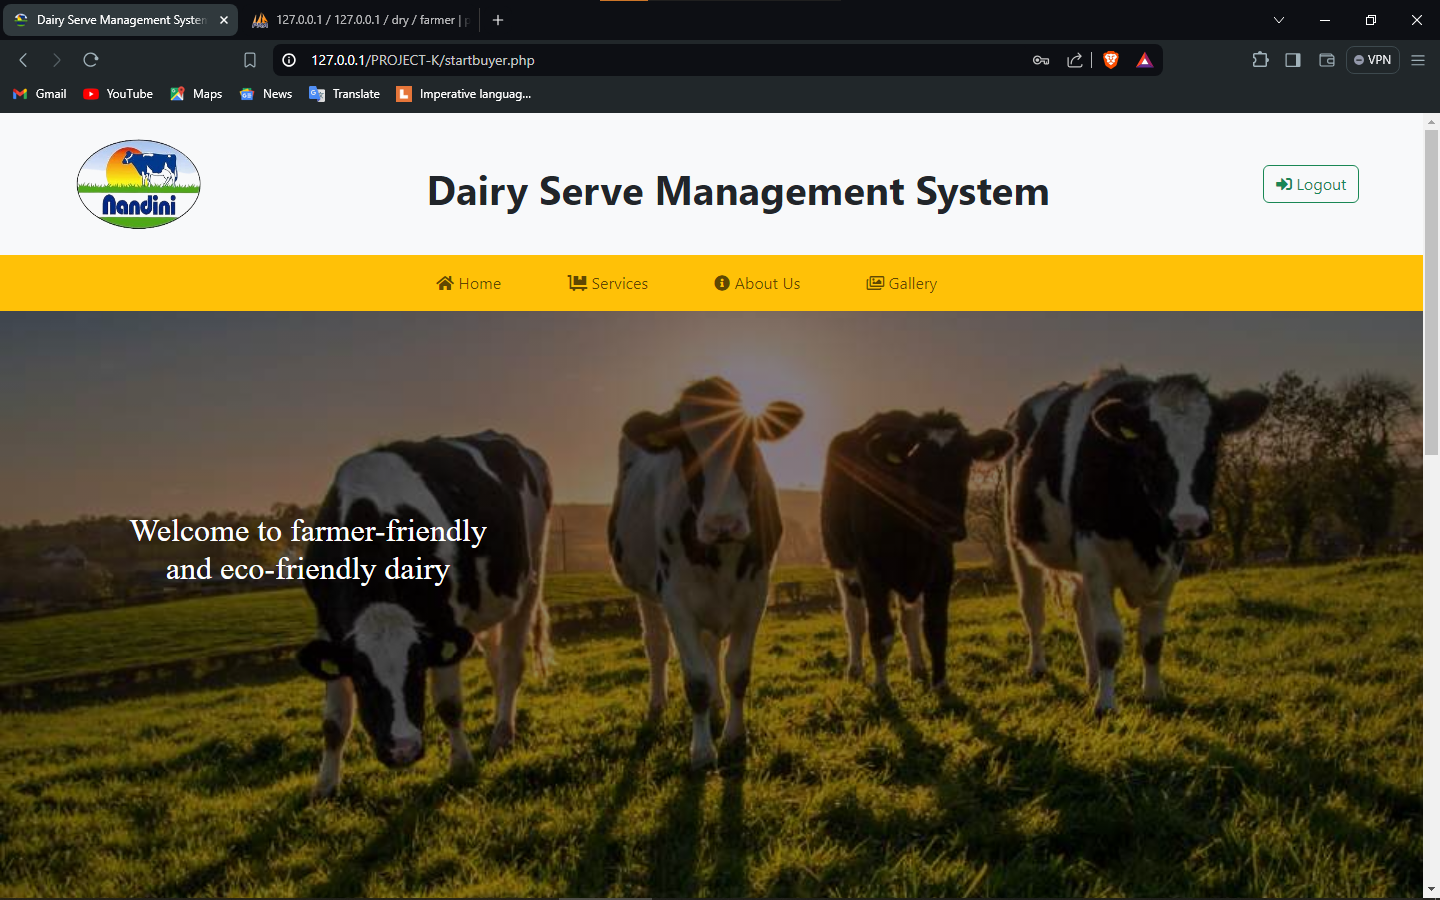 Dairy Serve Management System
127.0.0.1 / 127.0.0.1 / dry / farmer | p
127.0.0.1/PROJECT-K/startbuyer.php
VPN
Gmail
YouTube
Maps
News
Translate
Imperative languag...
Nandini
Dairy Serve Management System
Logout
Home
Services
About Us
Gallery
Welcome to farmer-friendly
and eco-friendly dairy